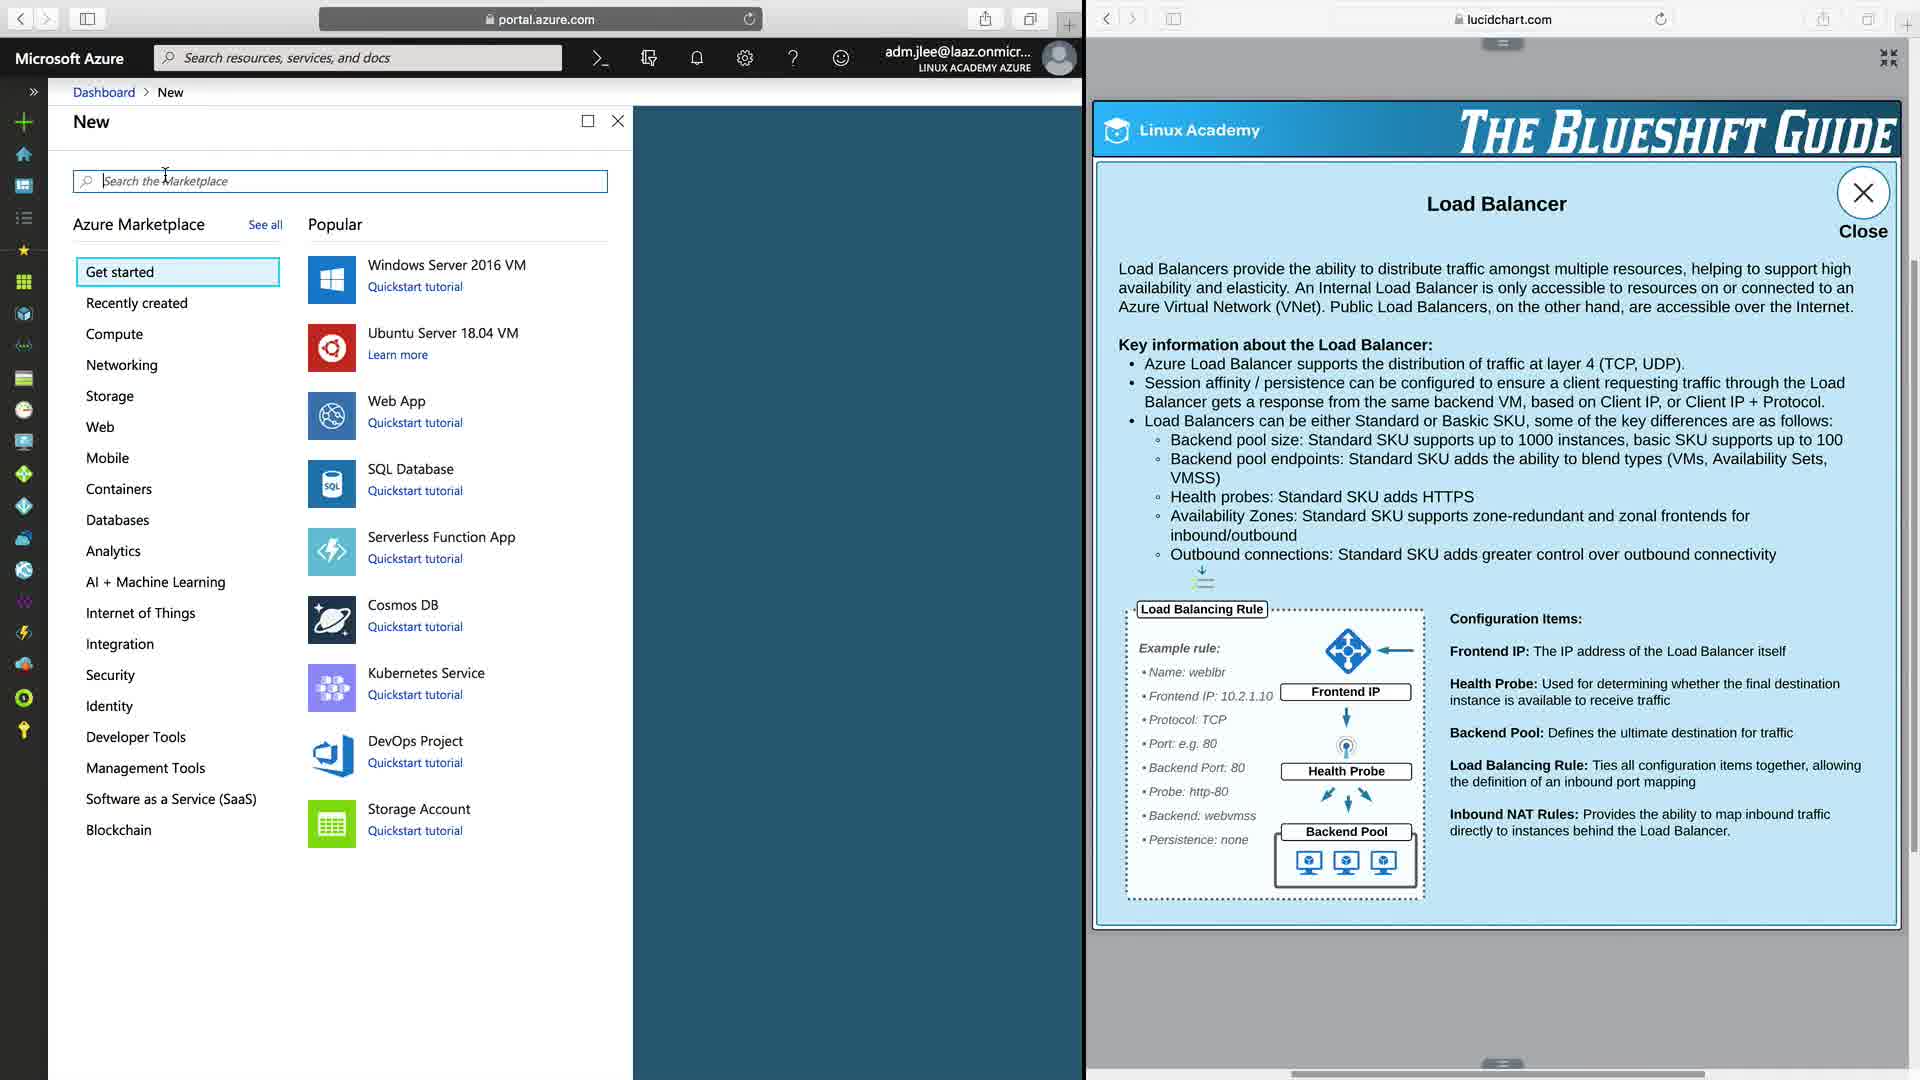 portal.azure.com
Microsoft Azure
Search resources, services, and docs
adm.jlee@laaz.onmicr...
LINUX ACADEMY AZURE
Dashboard > New
New
Search the Marketplace
Azure Marketplace
See all
Get started
Recently created
Compute
Networking
Storage
Web
Mobile
Containers
Databases
Analytics
AI + Machine Learning
Internet of Things
Integration
Security
Identity
Developer Tools
Management Tools
Software as a Service (SaaS)
Blockchain
Popular
Windows Server 2016 VM
Quickstart tutorial
Ubuntu Server 18.04 VM
Learn more
Web App
Quickstart tutorial
SQL
SQL Database
Quickstart tutorial
Serverless Function App
Quickstart tutorial
Cosmos DB
Quickstart tutorial
Kubernetes Service
Quickstart tutorial
DevOps Project
Quickstart tutorial
Storage Account
Quickstart tutorial
lucidchart.com
Linux Academy
THE BLUESHIFT GUIDE
Load Balancer
Close
Load Balancers provide the ability to distribute traffic amongst multiple resources, helping to support high
availability and elasticity. An Internal Load Balancer is only accessible to resources on or connected to an
Azure Virtual Network (VNet). Public Load Balancers, on the other hand, are accessible over the Internet.
Key information about the Load Balancer:
• Azure Load Balancer supports the distribution of traffic at layer 4 (TCP, UDP).
• Session affinity / persistence can be configured to ensure a client requesting traffic through the Load
Balancer gets a response from the same backend VM, based on Client IP, or Client IP + Protocol.
• Load Balancers can be either Standard or Baskic SKU, some of the key differences are as follows:
◦ Backend pool size: Standard SKU supports up to 1000 instances, basic SKU supports up to 100
◦ Backend pool endpoints: Standard SKU adds the ability to blend types (VMs, Availability Sets,
VMSS)
◦ Health probes: Standard SKU adds HTTPS
◦ Availability Zones: Standard SKU supports zone-redundant and zonal frontends for
inbound/outbound
◦ Outbound connections: Standard SKU adds greater control over outbound connectivity
Load Balancing Rule
Example rule:
• Name: weblbr
• Frontend IP: 10.2.1.10
• Protocol: TCP
• Port: e.g. 80
• Backend Port: 80
• Probe: http-80
• Backend: webvmss
• Persistence: none
Frontend IP
Health Probe
Backend Pool
Configuration Items:
Frontend IP: The IP address of the Load Balancer itself
Health Probe: Used for determining whether the final destination
instance is available to receive traffic
Backend Pool: Defines the ultimate destination for traffic
Load Balancing Rule: Ties all configuration items together, allowing
the definition of an inbound port mapping
Inbound NAT Rules: Provides the ability to map inbound traffic
directly to instances behind the Load Balancer.